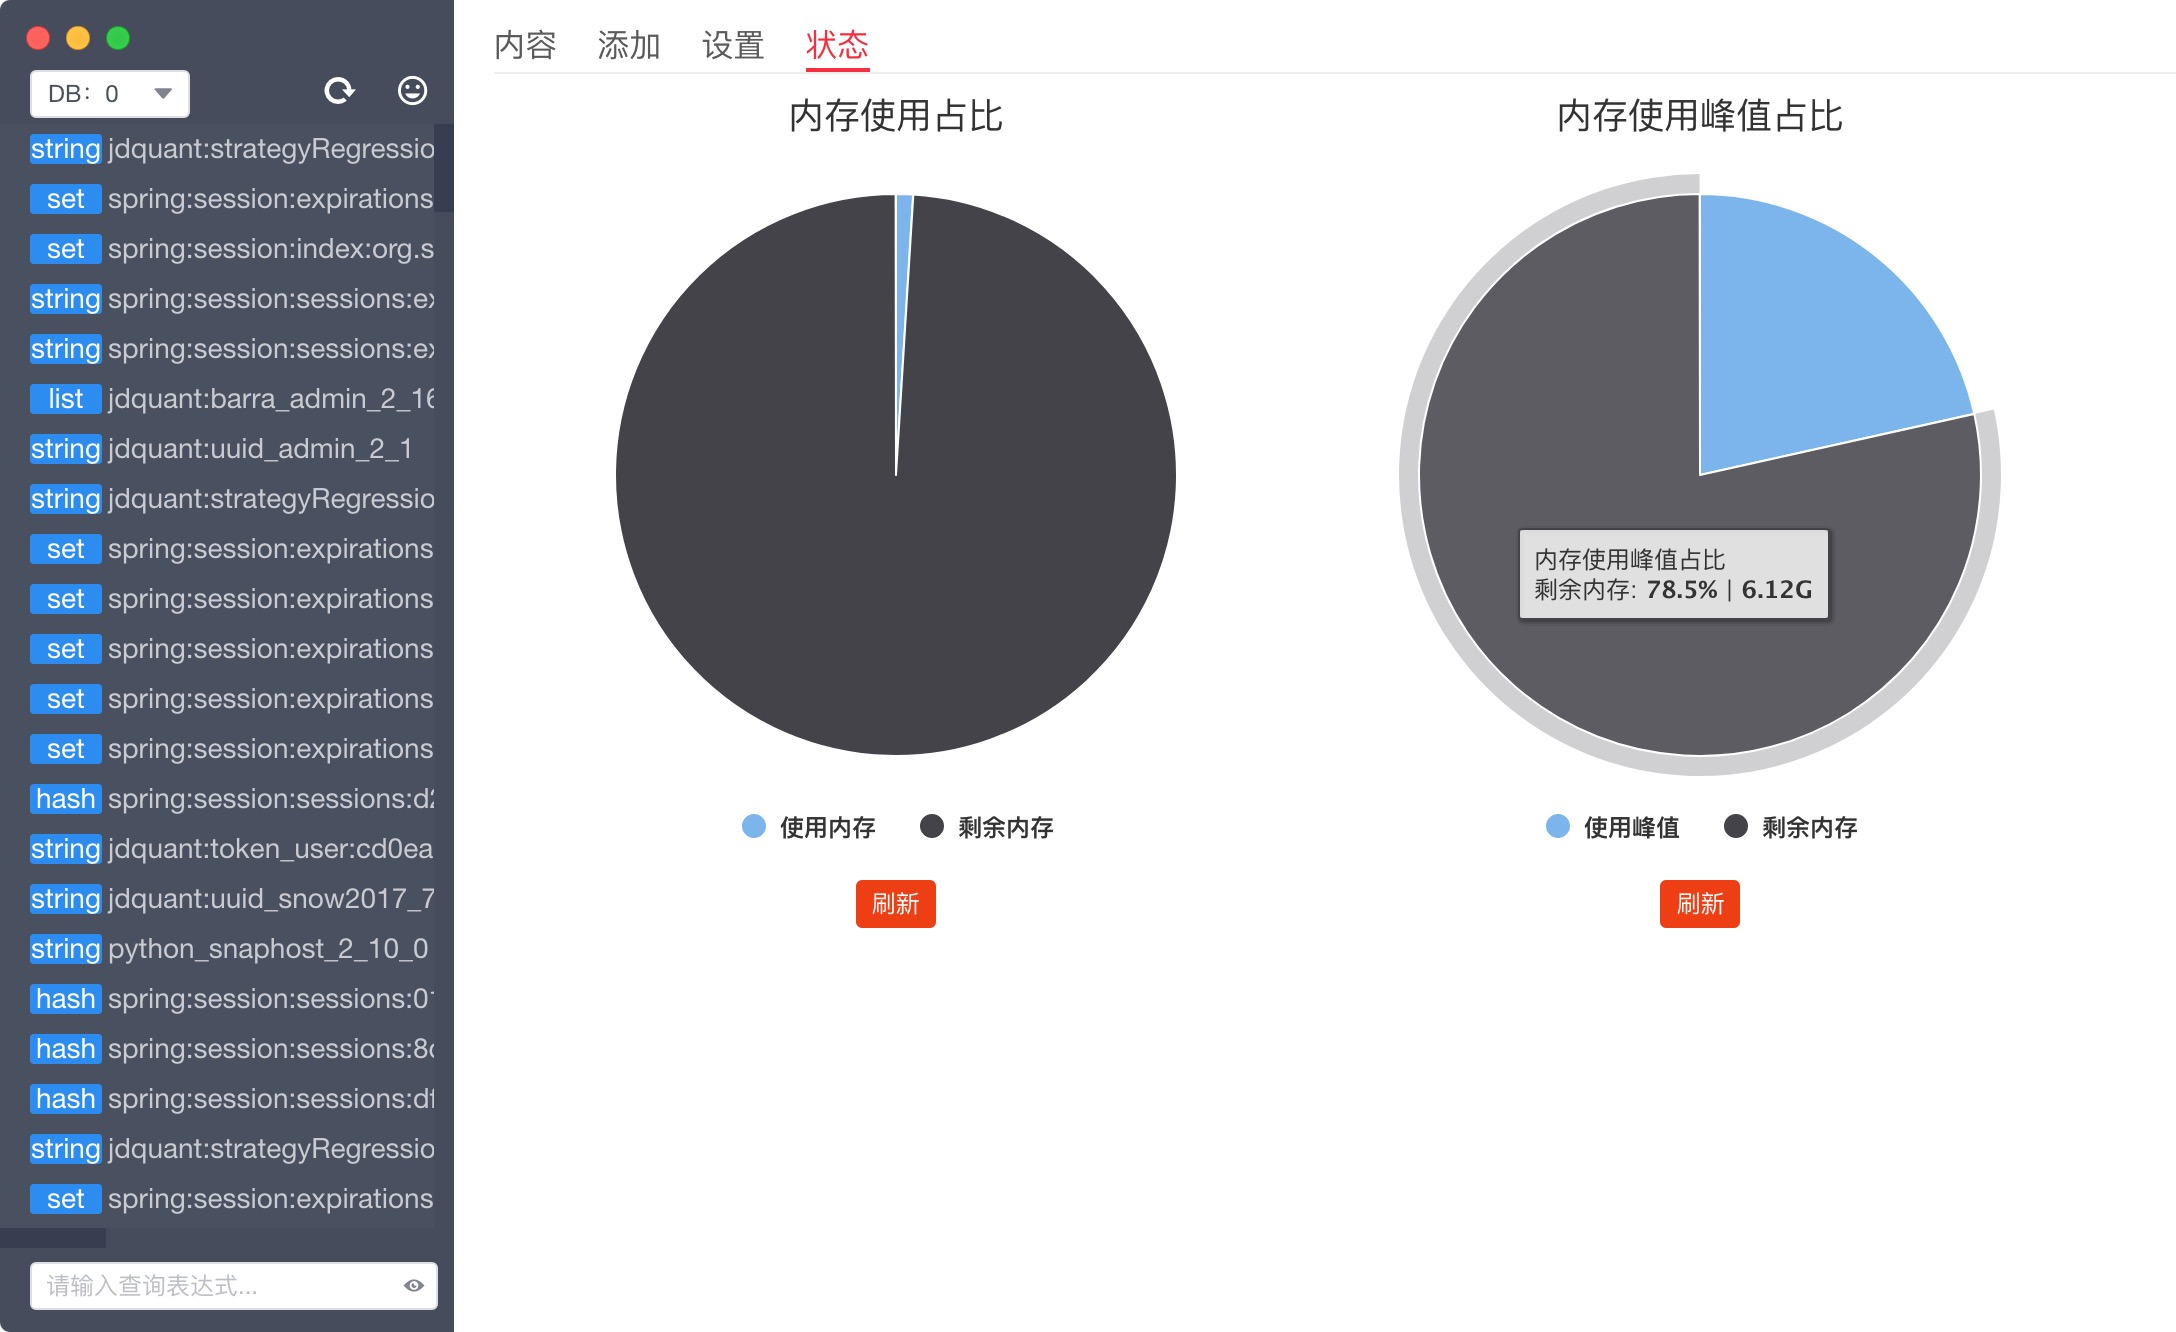 DB：0
string jdquant:strategyRegressio
set spring:session:expirations
set spring:session:index:org.s
string spring:session:sessions:ex
string spring:session:sessions:ex
list jdquant:barra_admin_2_16
string jdquant:uuid_admin_2_1
string jdquant:strategyRegressio
set spring:session:expirations
set spring:session:expirations
set spring:session:expirations
set spring:session:expirations
set spring:session:expirations
hash spring:session:sessions:d2
string jdquant:token_user:cd0ea
string jdquant:uuid_snow2017_7
string python_snaphost_2_10_0
hash spring:session:sessions:01
hash spring:session:sessions:8c
hash spring:session:sessions:df
string jdquant:strategyRegressio
set spring:session:expirations
请输入查询表达式...
内容 添加 设置 状态
内存使用占比
使用内存 剩余内存
刷新
内存使用峰值占比
内存使用峰值占比
剩余内存: 78.5% | 6.12G
使用峰值 剩余内存
刷新